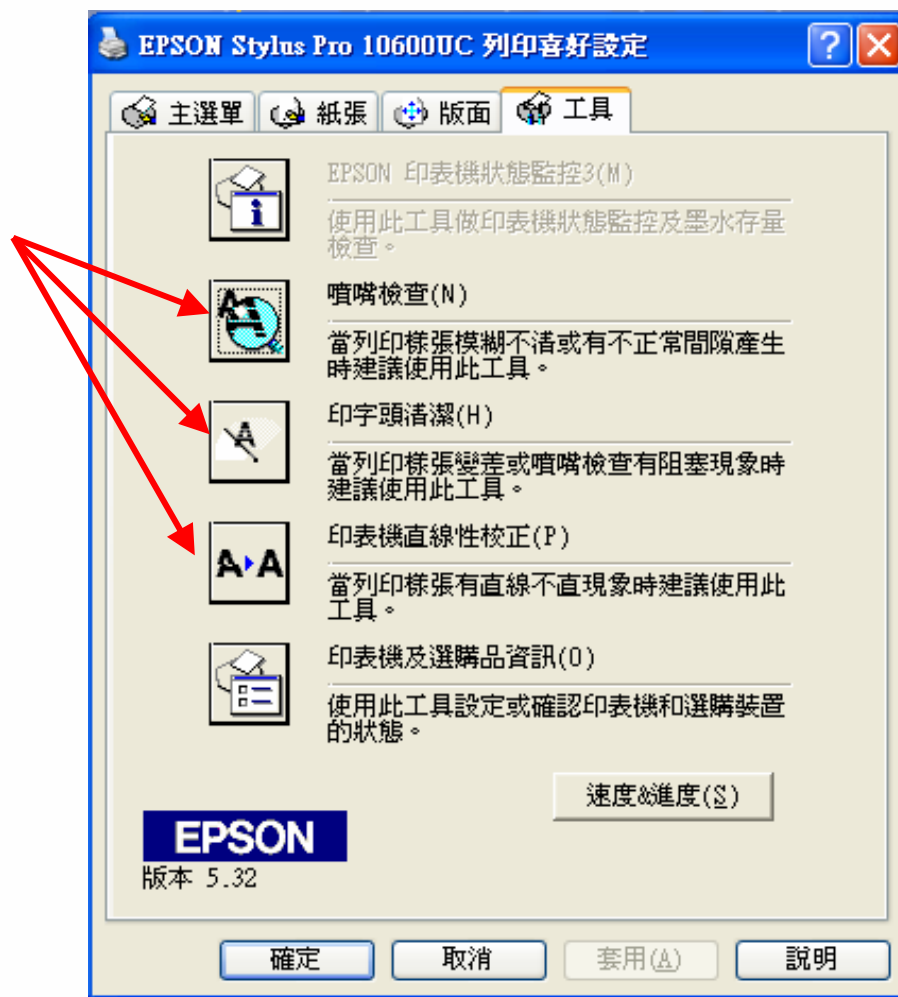 EPSON Stylus Pro 10600UC 列印喜好設定
主選單 紙張 版面 工具
EPSON 印表機狀態監控3(M)
使用此工具做印表機狀態監控及墨水存量
檢查。
噴嘴檢查(N)
當列印樣張模糊不清或有不正常間隙產生
時建議使用此工具。
印字頭清潔(H)
當列印樣張變差或噴嘴檢查有阻塞現象時
建議使用此工具。
印表機直線性校正(P)
當列印樣張有直線不直現象時建議使用此
工具。
印表機及選購品資訊(O)
使用此工具設定或確認印表機和選購裝置
的狀態。
速度&進度(S)
EPSON
版本 5.32
確定 取消 套用(A) 說明